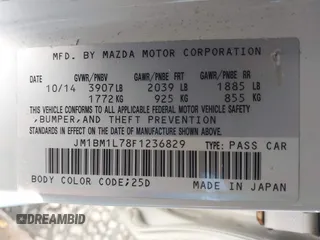 MFD. BY MAZDA MOTOR CORPORATION
GVWR/PNBV GAWR/PNBE FRT GAWR/PNBE RR
10/14 3907LB 2039 LB 1885 LB
1772KG 925 KG 855 KG
THIS VEHICLE CONFORMS TO ALL APPLICABLE FEDERAL MOTOR VEHICLE SAFETY
,BUMPER,AND THEFT PREVENTION
STANDARDS IN EFFECT ON THE DATE OF MANUFACTURE SHOWN ABOVE.
JM1BM1L78F1236829 TYPE: PASS CAR
BODY COLOR CODE;25D MADE IN JAPAN
DREAMBID